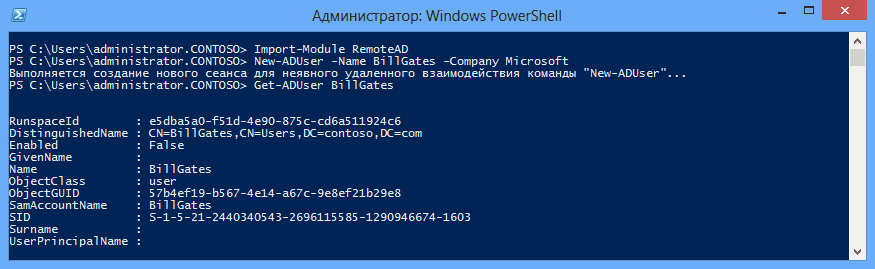 Администратор: Windows PowerShell
PS C:\Users\administrator.CONTOSO> Import-Module RemoteAD
PS C:\Users\administrator.CONTOSO> New-ADUser -Name BillGates -Company Microsoft
Выполняется создание нового сеанса для неявного удаленного взаимодействия команды "New-ADUser"...
PS C:\Users\administrator.CONTOSO> Get-ADUser BillGates
RunspaceId        : e5dba5a0-f51d-4e90-875c-cd6a511924c6
DistinguishedName : CN=BillGates,CN=Users,DC=contoso,DC=com
Enabled           : False
GivenName         :
Name              : BillGates
ObjectClass       : user
ObjectGUID        : 57b4ef19-b567-4e14-a67c-9e8ef21b29e8
SamAccountName    : BillGates
SID               : S-1-5-21-2440340543-2696115585-1290946674-1603
Surname           :
UserPrincipalName :